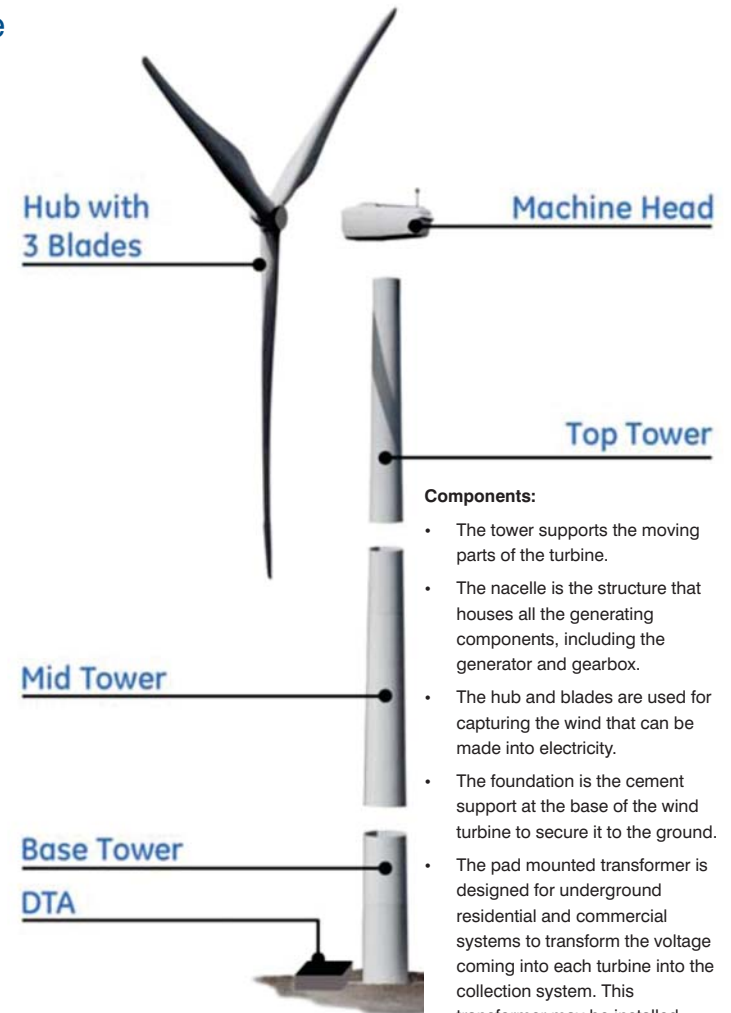 Hub with
3 Blades
Machine Head
Top Tower
Components:
• The tower supports the moving
parts of the turbine.
• The nacelle is the structure that
houses all the generating
components, including the
generator and gearbox.
Mid Tower
• The hub and blades are used for
capturing the wind that can be
made into electricity.
• The foundation is the cement
support at the base of the wind
turbine to secure it to the ground.
Base Tower
DTA
• The pad mounted transformer is
designed for underground
residential and commercial
systems to transform the voltage
coming into each turbine into the
collection system. This
transformer may be installed